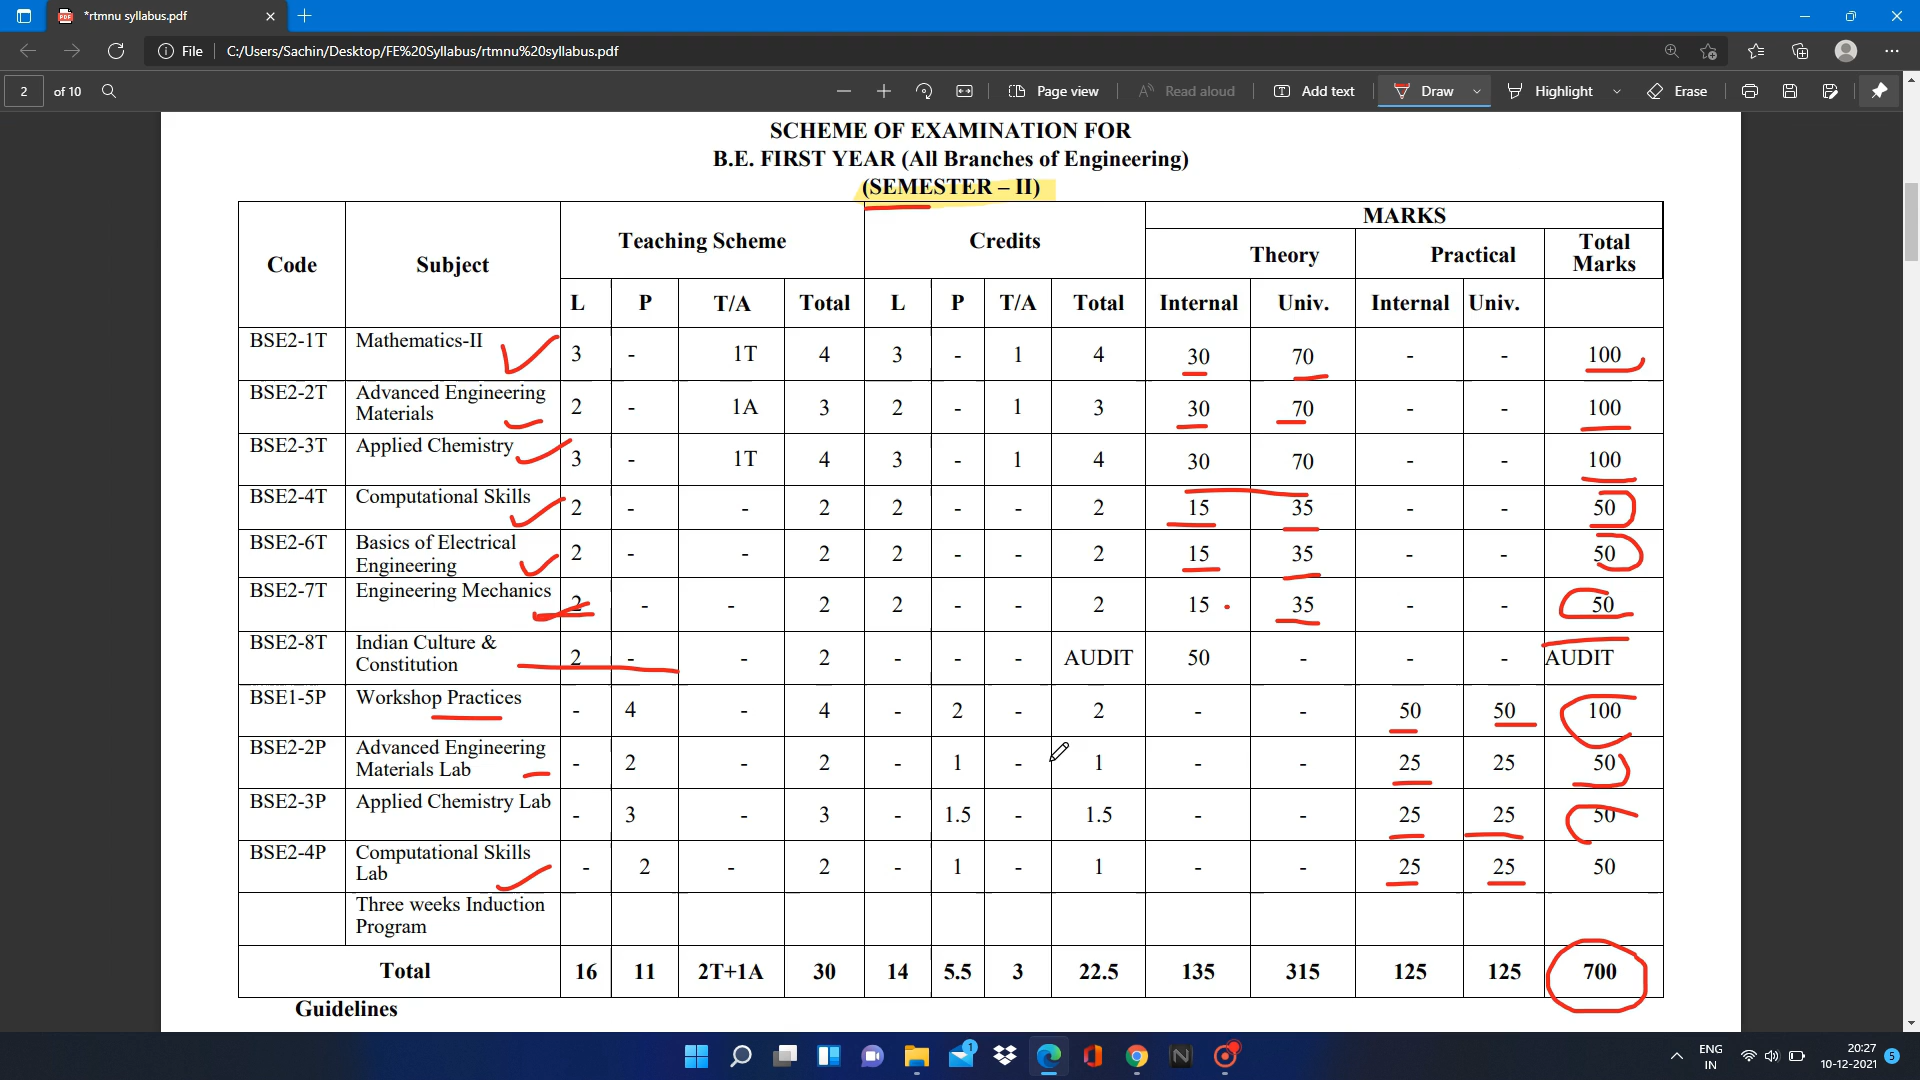 *rtmnu syllabus.pdf
File C:/Users/Sachin/Desktop/FE%20Syllabus/rtmnu%20syllabus.pdf
2 of 10 Page view Read aloud Add text Draw Highlight Erase
SCHEME OF EXAMINATION FOR
B.E. FIRST YEAR (All Branches of Engineering)
(SEMESTER – II)
Code Subject Teaching Scheme Credits MARKS
Theory Practical Total Marks
L P T/A Total L P T/A Total Internal Univ. Internal Univ.
BSE2-1T Mathematics-II 3 - 1T 4 3 - 1 4 30 70 - - 100
BSE2-2T Advanced Engineering Materials 2 - 1A 3 2 - 1 3 30 70 - - 100
BSE2-3T Applied Chemistry 3 - 1T 4 3 - 1 4 30 70 - - 100
BSE2-4T Computational Skills 2 - - 2 2 - - 2 15 35 - - 50
BSE2-6T Basics of Electrical Engineering 2 - - 2 2 - - 2 15 35 - - 50
BSE2-7T Engineering Mechanics 2 - - 2 2 - - 2 15 35 - - 50
BSE2-8T Indian Culture & Constitution 2 - - 2 - - - AUDIT 50 - - - AUDIT
BSE1-5P Workshop Practices - 4 - 4 - 2 - 2 - - 50 50 100
BSE2-2P Advanced Engineering Materials Lab - 2 - 2 - 1 - 1 - - 25 25 50
BSE2-3P Applied Chemistry Lab - 3 - 3 - 1.5 - 1.5 - - 25 25 50
BSE2-4P Computational Skills Lab - 2 - 2 - 1 - 1 - - 25 25 50
Three weeks Induction Program
Total 16 11 2T+1A 30 14 5.5 3 22.5 135 315 125 125 700
Guidelines
1
ENG IN 20:27 10-12-2021 5